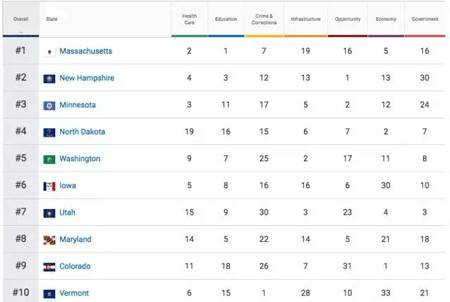 Overall State Health Care Education Crime & Corrections Infrastructure Opportunity Economy Government
#1 Massachusetts 2 1 7 19 16 5 16
#2 New Hampshire 4 3 12 13 1 13 30
#3 Minnesota 3 11 17 5 2 12 24
#4 North Dakota 19 16 15 6 7 2 7
#5 Washington 9 7 25 2 17 11 8
#6 Iowa 5 8 16 16 6 30 10
#7 Utah 15 9 30 3 23 4 3
#8 Maryland 14 5 22 14 5 21 18
#9 Colorado 11 18 26 7 31 1 13
#10 Vermont 6 15 1 28 10 33 21